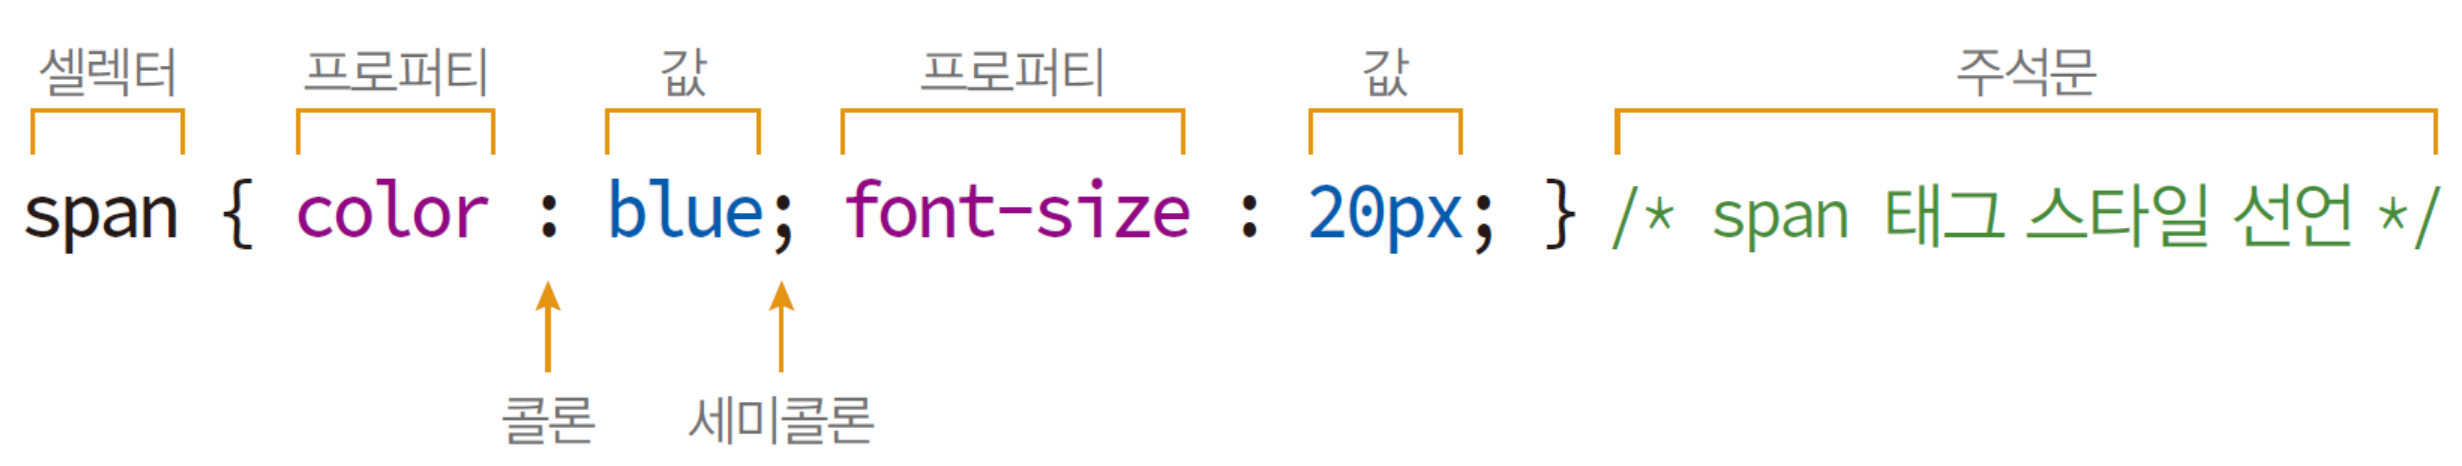 셀렉터 프로퍼티 값 프로퍼티 값 주석문
span { color : blue; font-size : 20px; } /* span 태그 스타일 선언 */
콜론 세미콜론